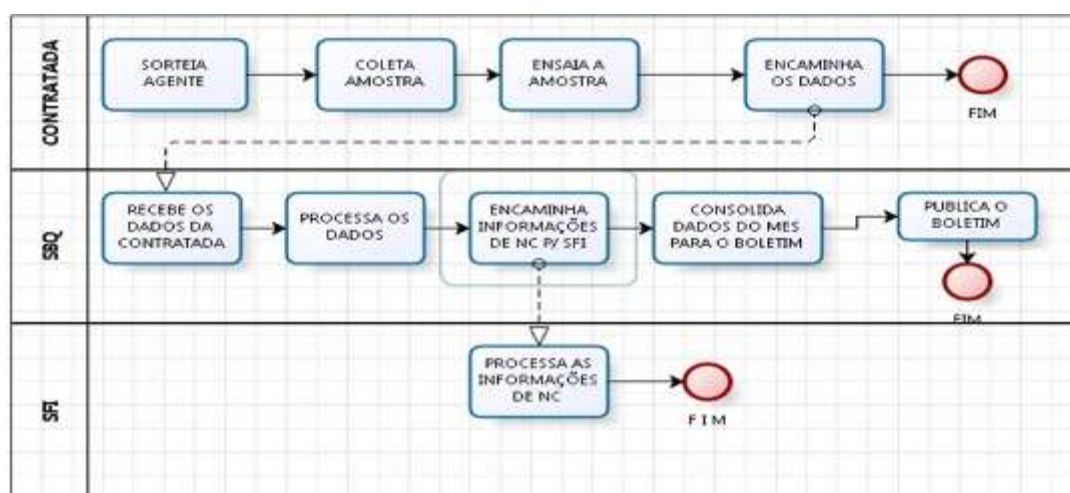 CONTRATADA
SORTEIA
AGENTE
COLETA
AMOSTRA
ENSAIA A
AMOSTRA
ENCAMINHA
OS DADOS
FIM
SBQ
RECEBE OS
DADOS DA
CONTRATADA
PROCESSA OS
DADOS
ENCAMINHA
INFORMAÇÕES
DE NC P/ SFI
CONSOLIDA
DADOS DO MES
PARA O BOLETIM
PUBLICA O
BOLETIM
FIM
SFI
PROCESSA AS
INFORMAÇÕES
DE NC
F I M